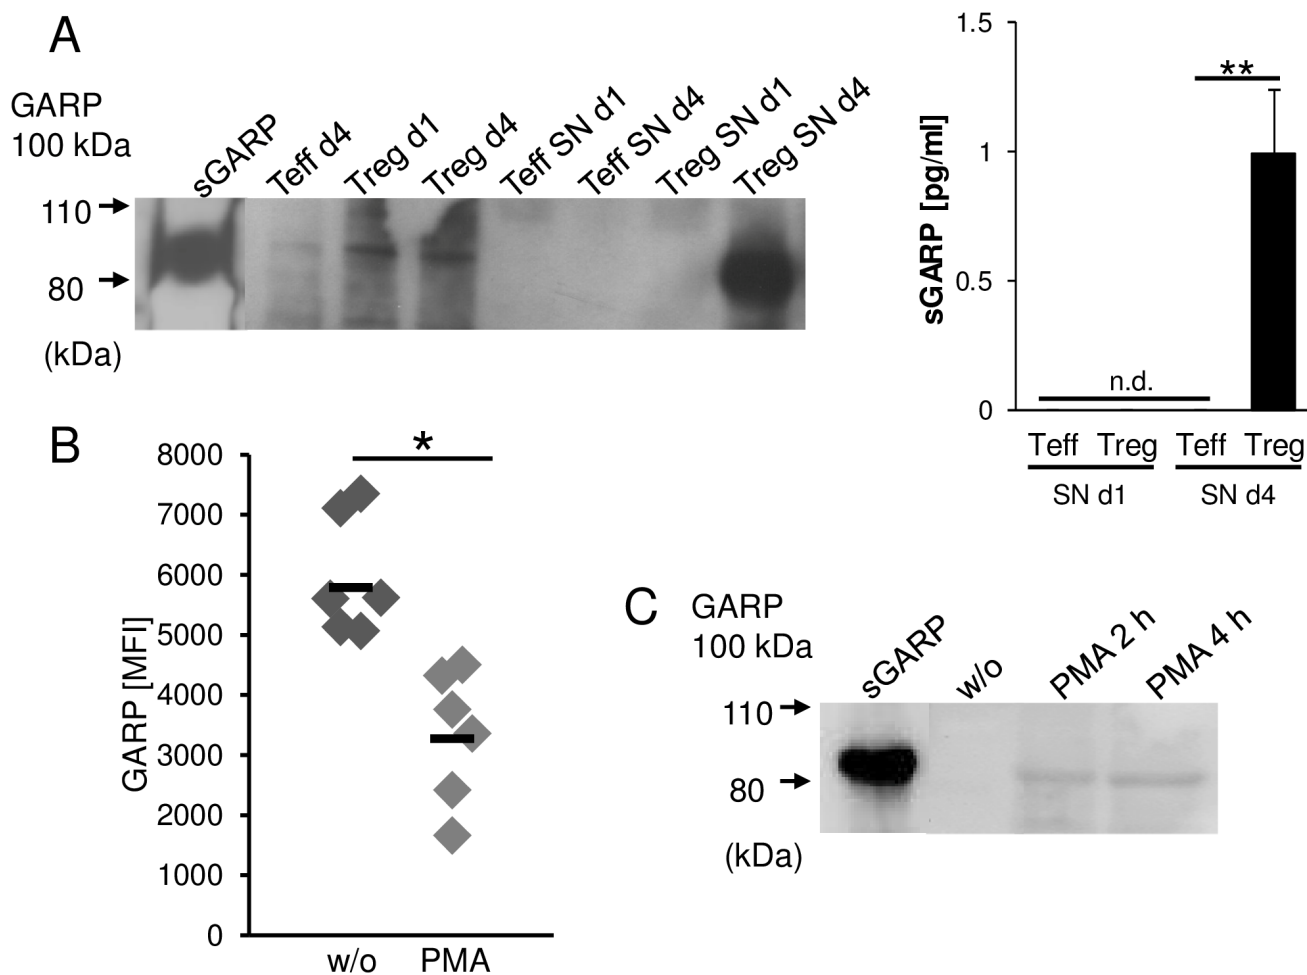 A
GARP
100 kDa
sGARP
Teff d4
Treg d1
Treg d4
Teff SN d1
Teff SN d4
Treg SN d1
Treg SN d4
110
80
(kDa)
sGARP [pg/ml]
1.5
1
0.5
0
**
n.d.
Teff Treg Teff Treg
SN d1 SN d4
B
GARP [MFI]
8000
7000
6000
5000
4000
3000
2000
1000
0
*
w/o PMA
C
GARP
100 kDa
sGARP
w/o
PMA 2 h
PMA 4 h
110
80
(kDa)